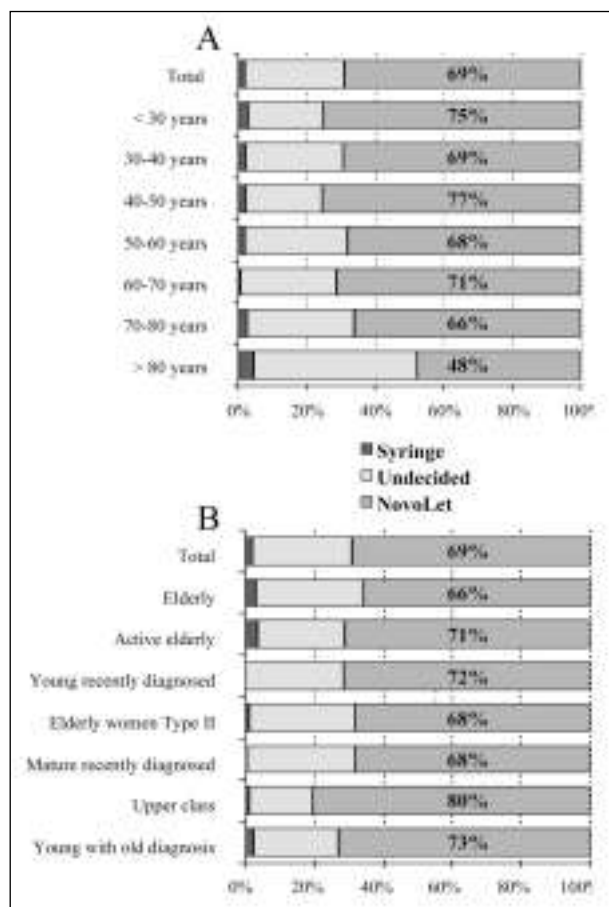 A
Total 69%
< 30 years 75%
30-40 years 69%
40-50 years 77%
50-60 years 68%
60-70 years 71%
70-80 years 66%
> 80 years 48%
0% 20% 40% 60% 80% 100%
Syringe
Undecided
NovoLet
B
Total 69%
Elderly 66%
Active elderly 71%
Young recently diagnosed 72%
Elderly women Type II 68%
Mature recently diagnosed 68%
Upper class 80%
Young with old diagnosis 73%
0% 20% 40% 60% 80% 100%